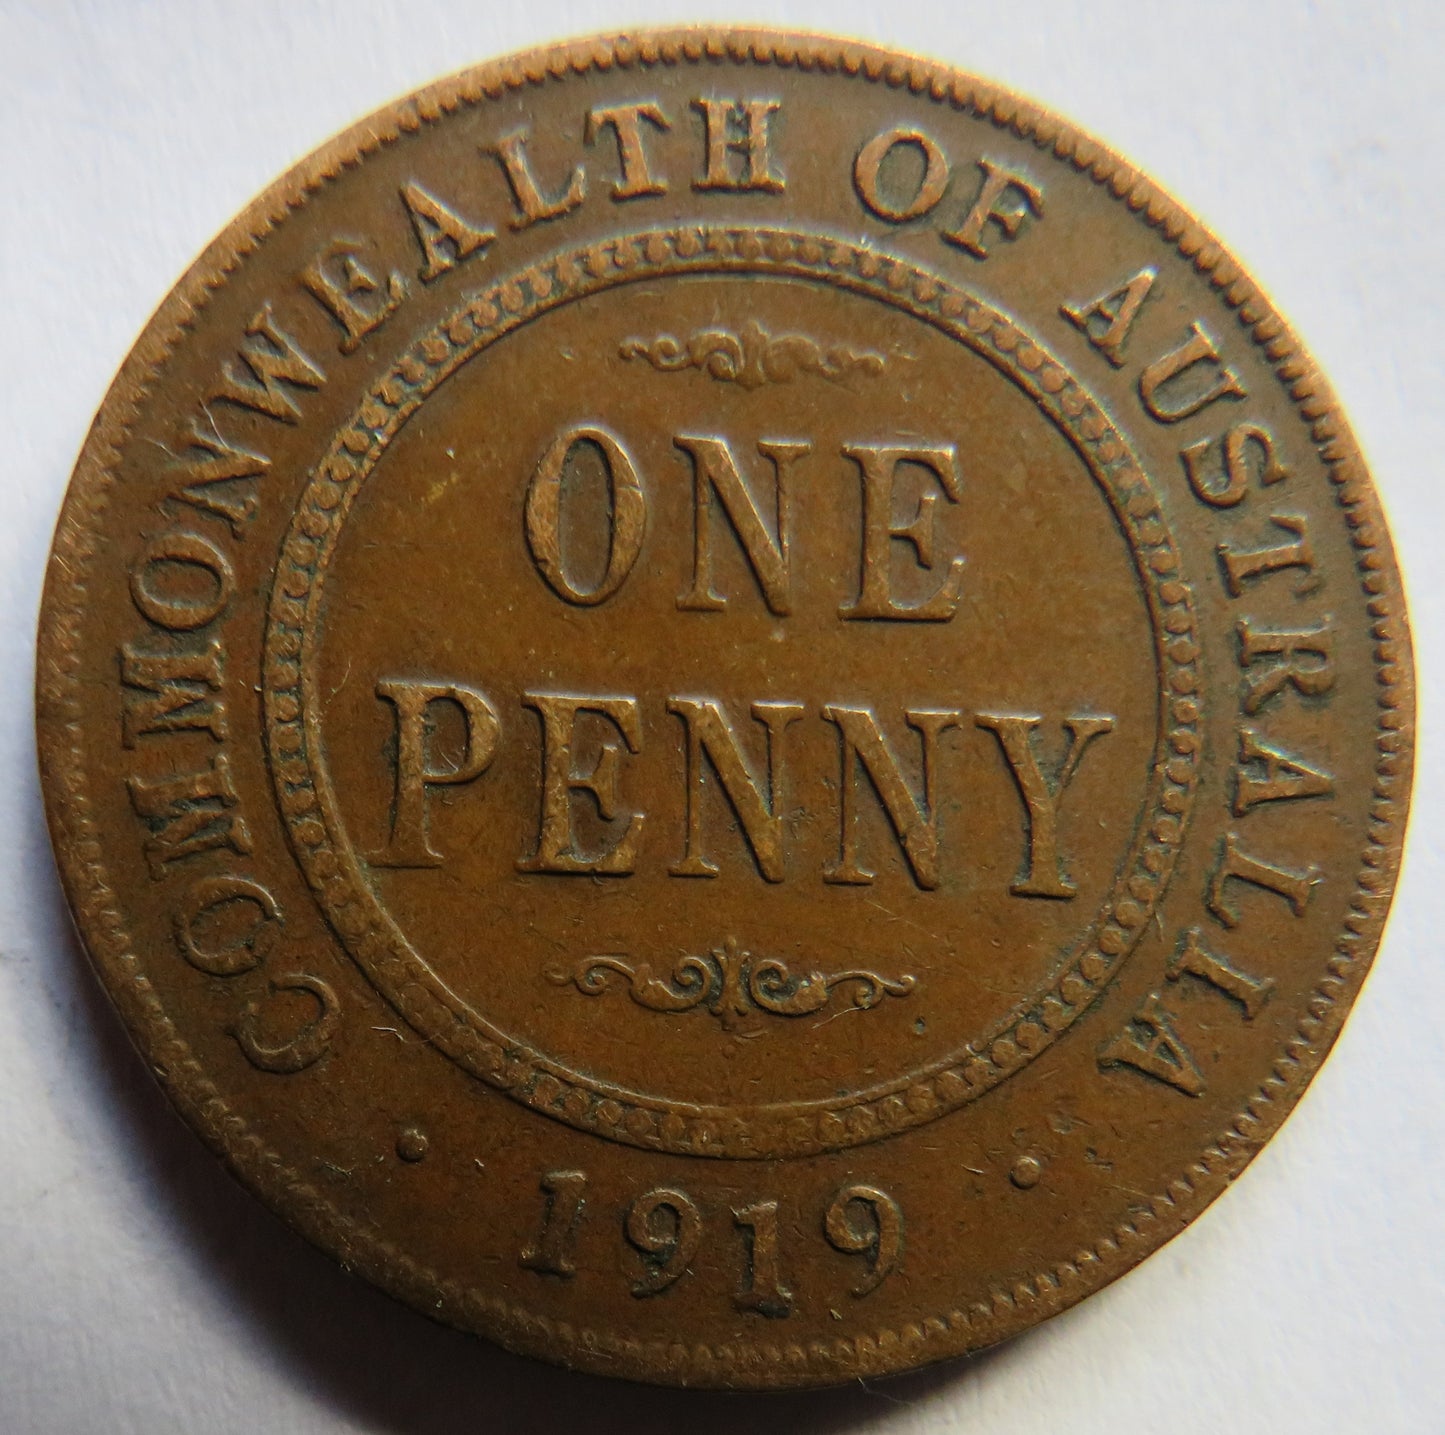 COMMONWEALTH OF AUSTRALIA
ONE
PENNY
· 1919 ·